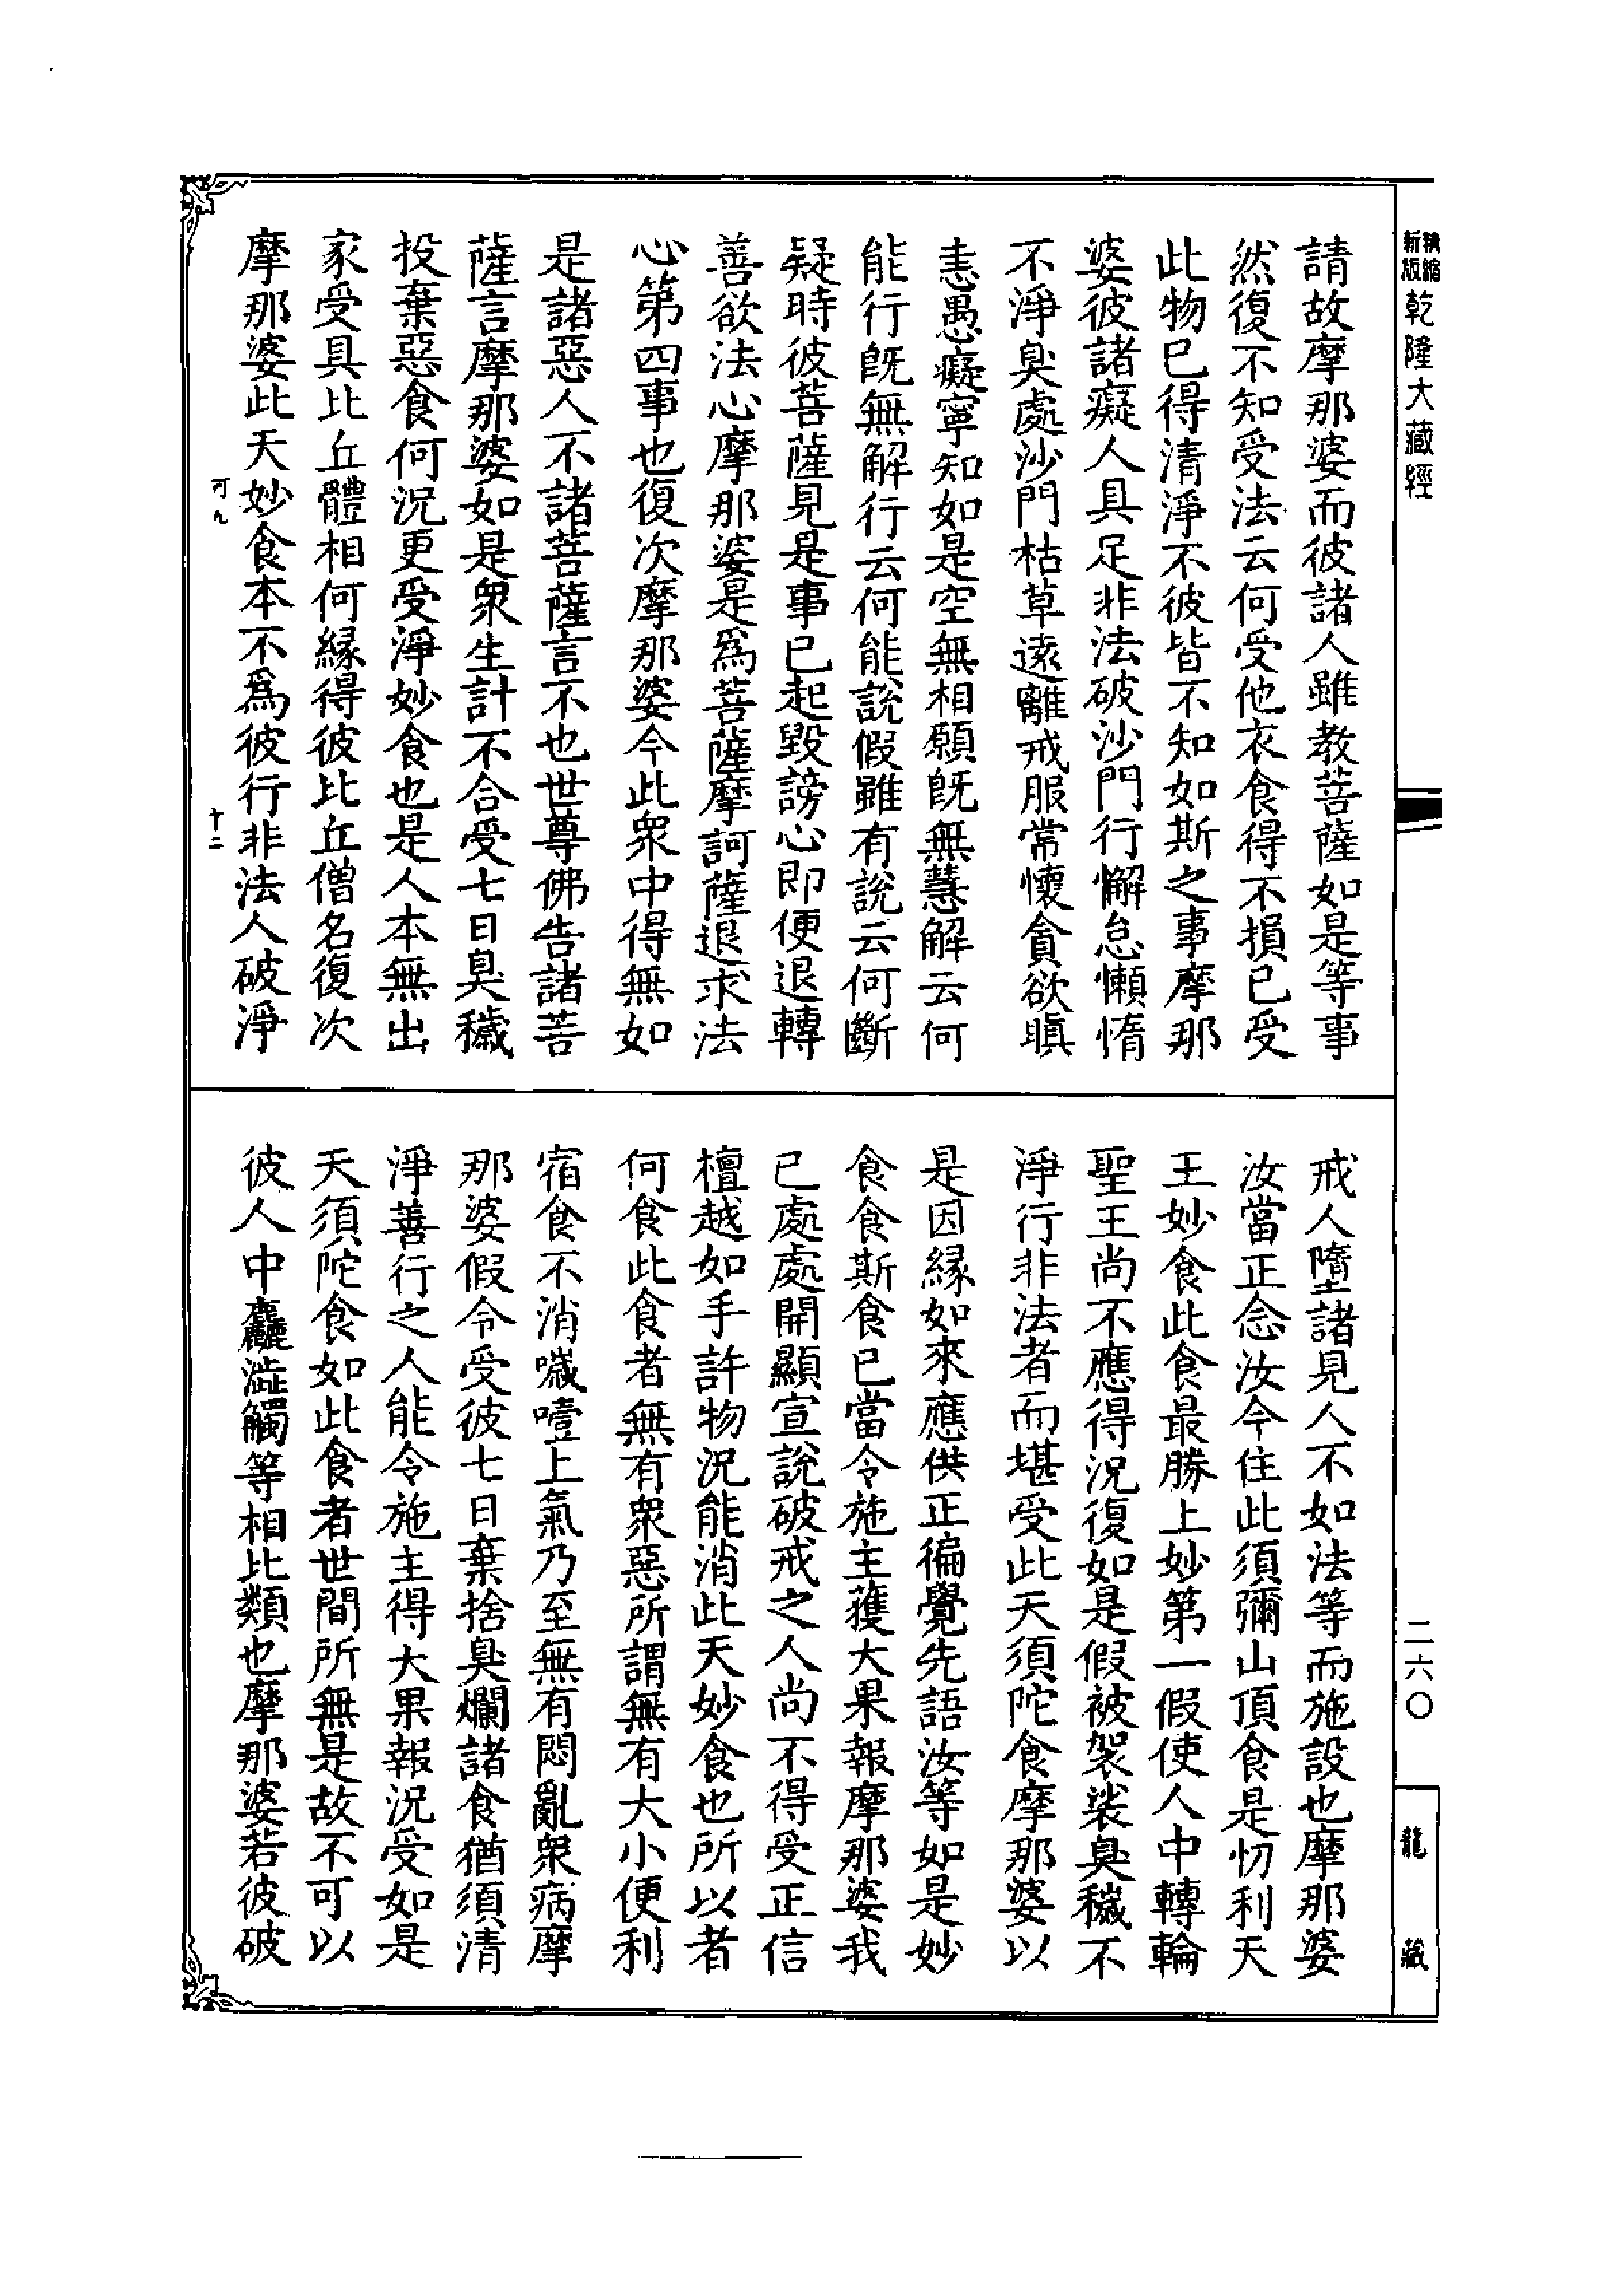 新版精縮
乾隆大藏經
請故摩那婆而彼諸人雖教菩薩如是等事
然復不知受法云何受他衣食得不損已受
此物已得清淨不彼皆不知如斯之事摩那
婆彼諸癡人具足非法破沙門行懈怠懶惰
不淨臭處沙門枯草遠離戒服常懷貪欲瞋
恚愚癡寧知如是空無相願既無慧解云何
能行既無解行云何能說假雖有說云何斷
疑時彼菩薩見是事已起毀謗心即便退轉
善欲法心摩那婆是爲菩薩摩訶薩退求法
心第四事也復次摩那婆今此衆中得無如
是諸惡人不諸菩薩言不也世尊佛告諸菩
薩言摩那婆如是衆生計不合受七日臭穢
投棄惡食何況更受淨妙食也是人本無出
家受具比丘體相何緣得彼比丘僧名復次
摩那婆此天妙食本不爲彼行非法人破淨
可九
十二
戒人墮諸見人不如法等而施設也摩那婆
汝當正念汝今住此須彌山頂食是忉利天
王妙食此食最勝上妙第一假使人中轉輪
聖王尚不應得況復如是假被袈裟臭穢不
淨行非法者而堪受此天須陀食摩那婆以
是因緣如來應供正徧覺先語汝等如是妙
食食斯食已當令施主獲大果報摩那婆我
已處處開顯宣說破戒之人尚不得受正信
檀越如手許物況能消此天妙食也所以者
何食此食者無有衆惡所謂無有大小便利
宿食不消噦噎上氣乃至無有悶亂衆病摩
那婆假令受彼七日棄捨臭爛諸食猶須清
淨善行之人能令施主得大果報況受如是
天須陀食如此食者世間所無是故不可以
彼人中麤澁觸等相比類也摩那婆若彼破
二六〇
龍藏